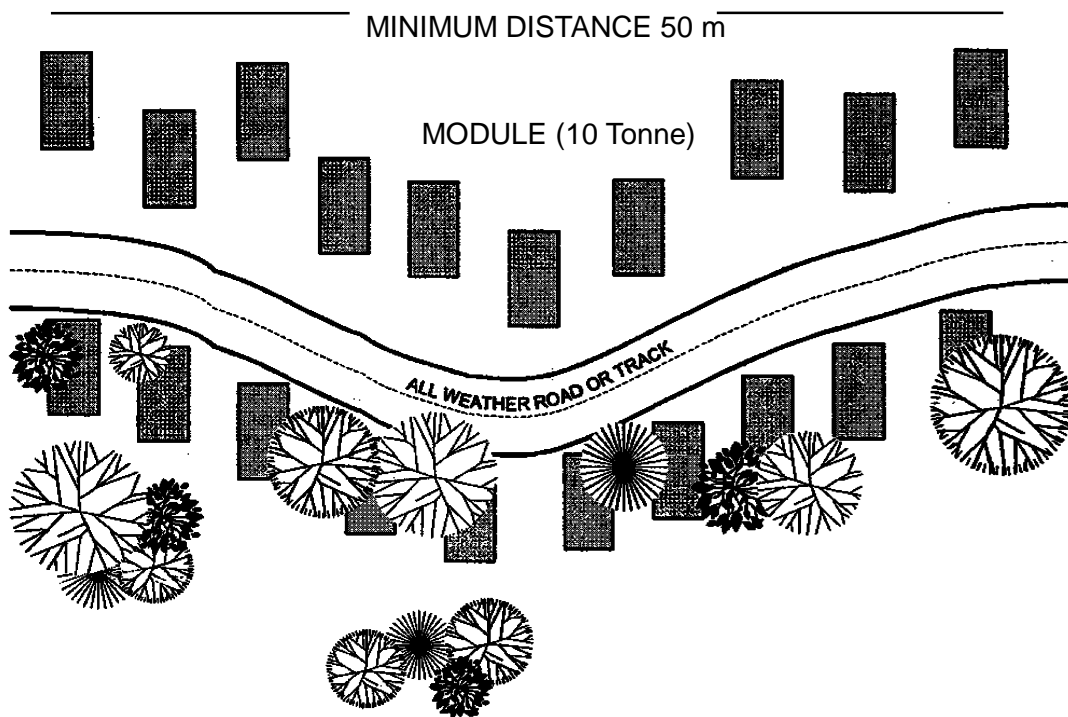 MINIMUM DISTANCE 50 m
MODULE (10 Tonne)
ALL WEATHER ROAD OR TRACK